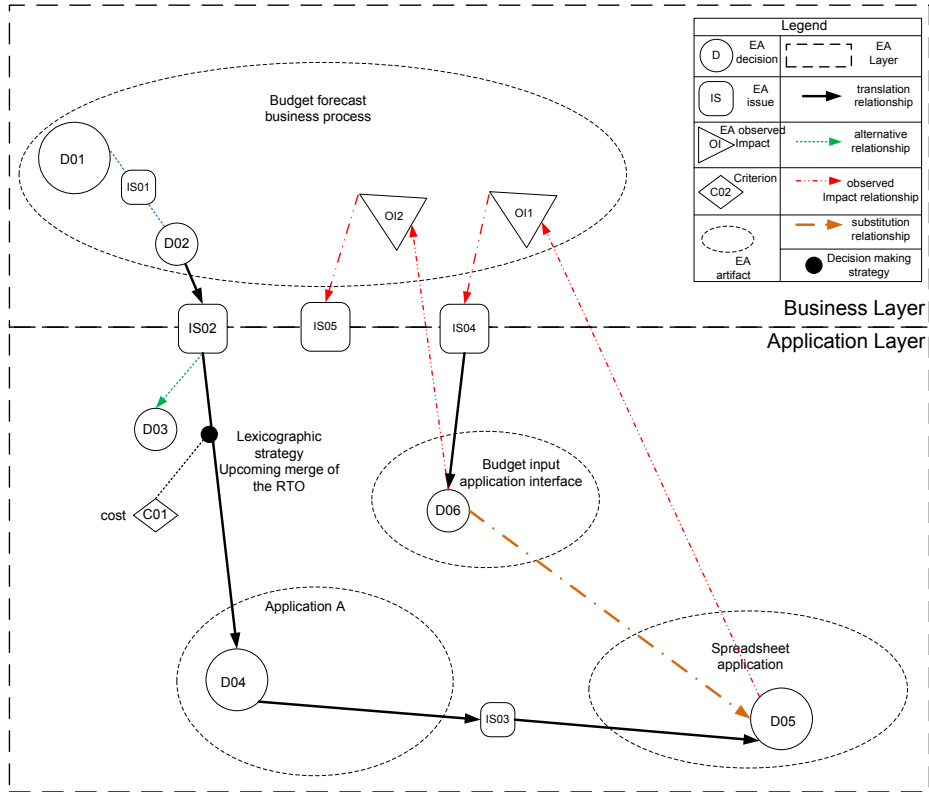 Legend
D
EA
decision
EA
Layer
IS
EA
issue
translation
relationship
EA observed
Impact
OI
alternative
relationship
Criterion
C02
observed
Impact relationship
EA
artifact
substitution
relationship
Decision making
strategy
Budget forecast
business process
D01
IS01
D02
OI2
OI1
IS02
IS05
IS04
Business Layer
Application Layer
D03
Lexicographic
strategy
Upcoming merge of
the RTO
cost
C01
Budget input
application interface
D06
Application A
D04
IS03
Spreadsheet
application
D05